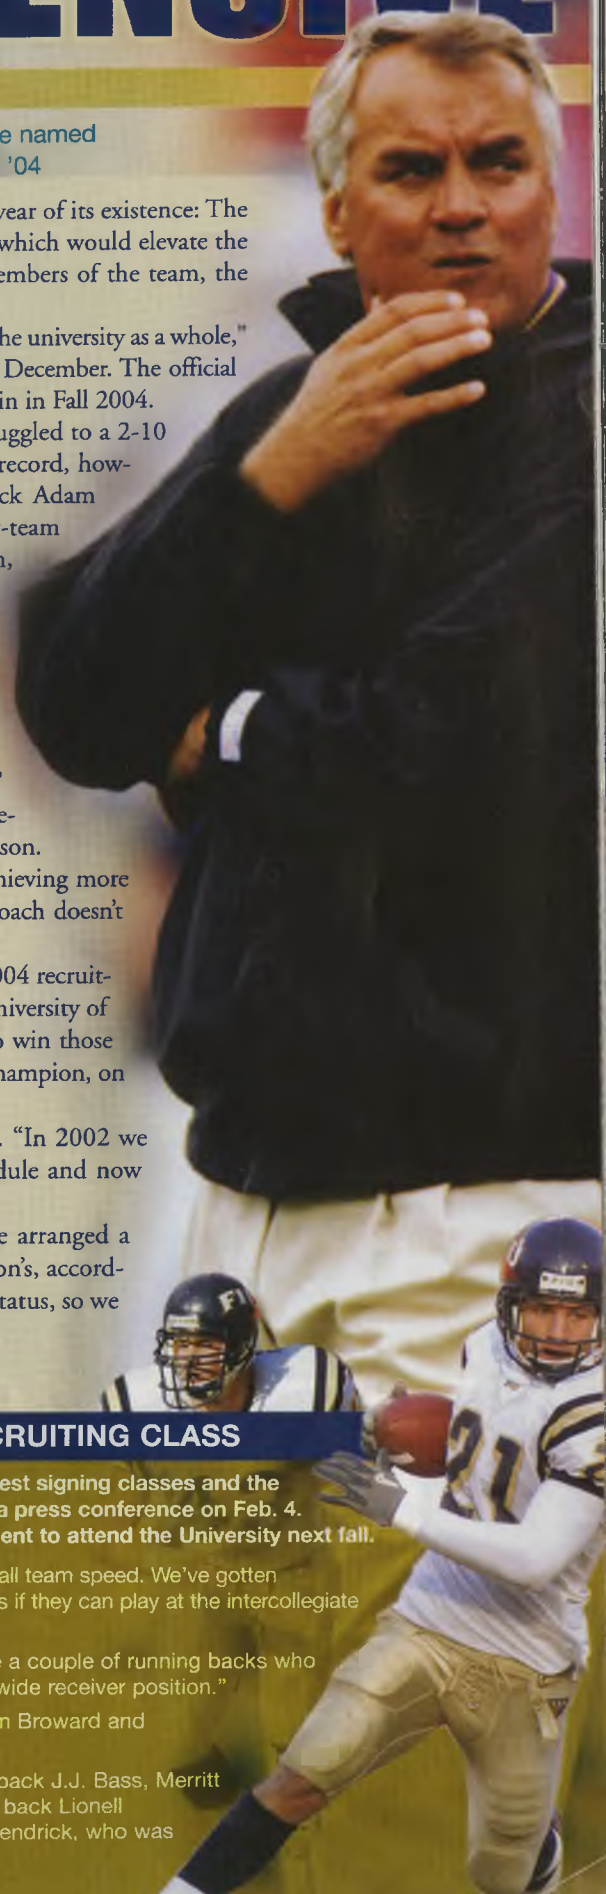 ENSIVE
e named
'04
year of its existence: The
which would elevate the
embers of the team, the
he university as a whole,"
December. The official
in in Fall 2004.
uggled to a 2-10
record, how-
ck Adam
-team
n,
e-
son.
hieving more
oach doesn't
004 recruit-
niversity of
o win those
hampion, on
. “In 2002 we
dule and now
e arranged a
on's, accord-
tatus, so we
FI
CRUITING CLASS
est signing classes and the
a press conference on Feb. 4.
ent to attend the University next fall.
all team speed. We've gotten
s if they can play at the intercollegiate
e a couple of running backs who
wide receiver position.”
n Broward and
back J.J. Bass, Merritt
back Lionell
endrick, who was
21